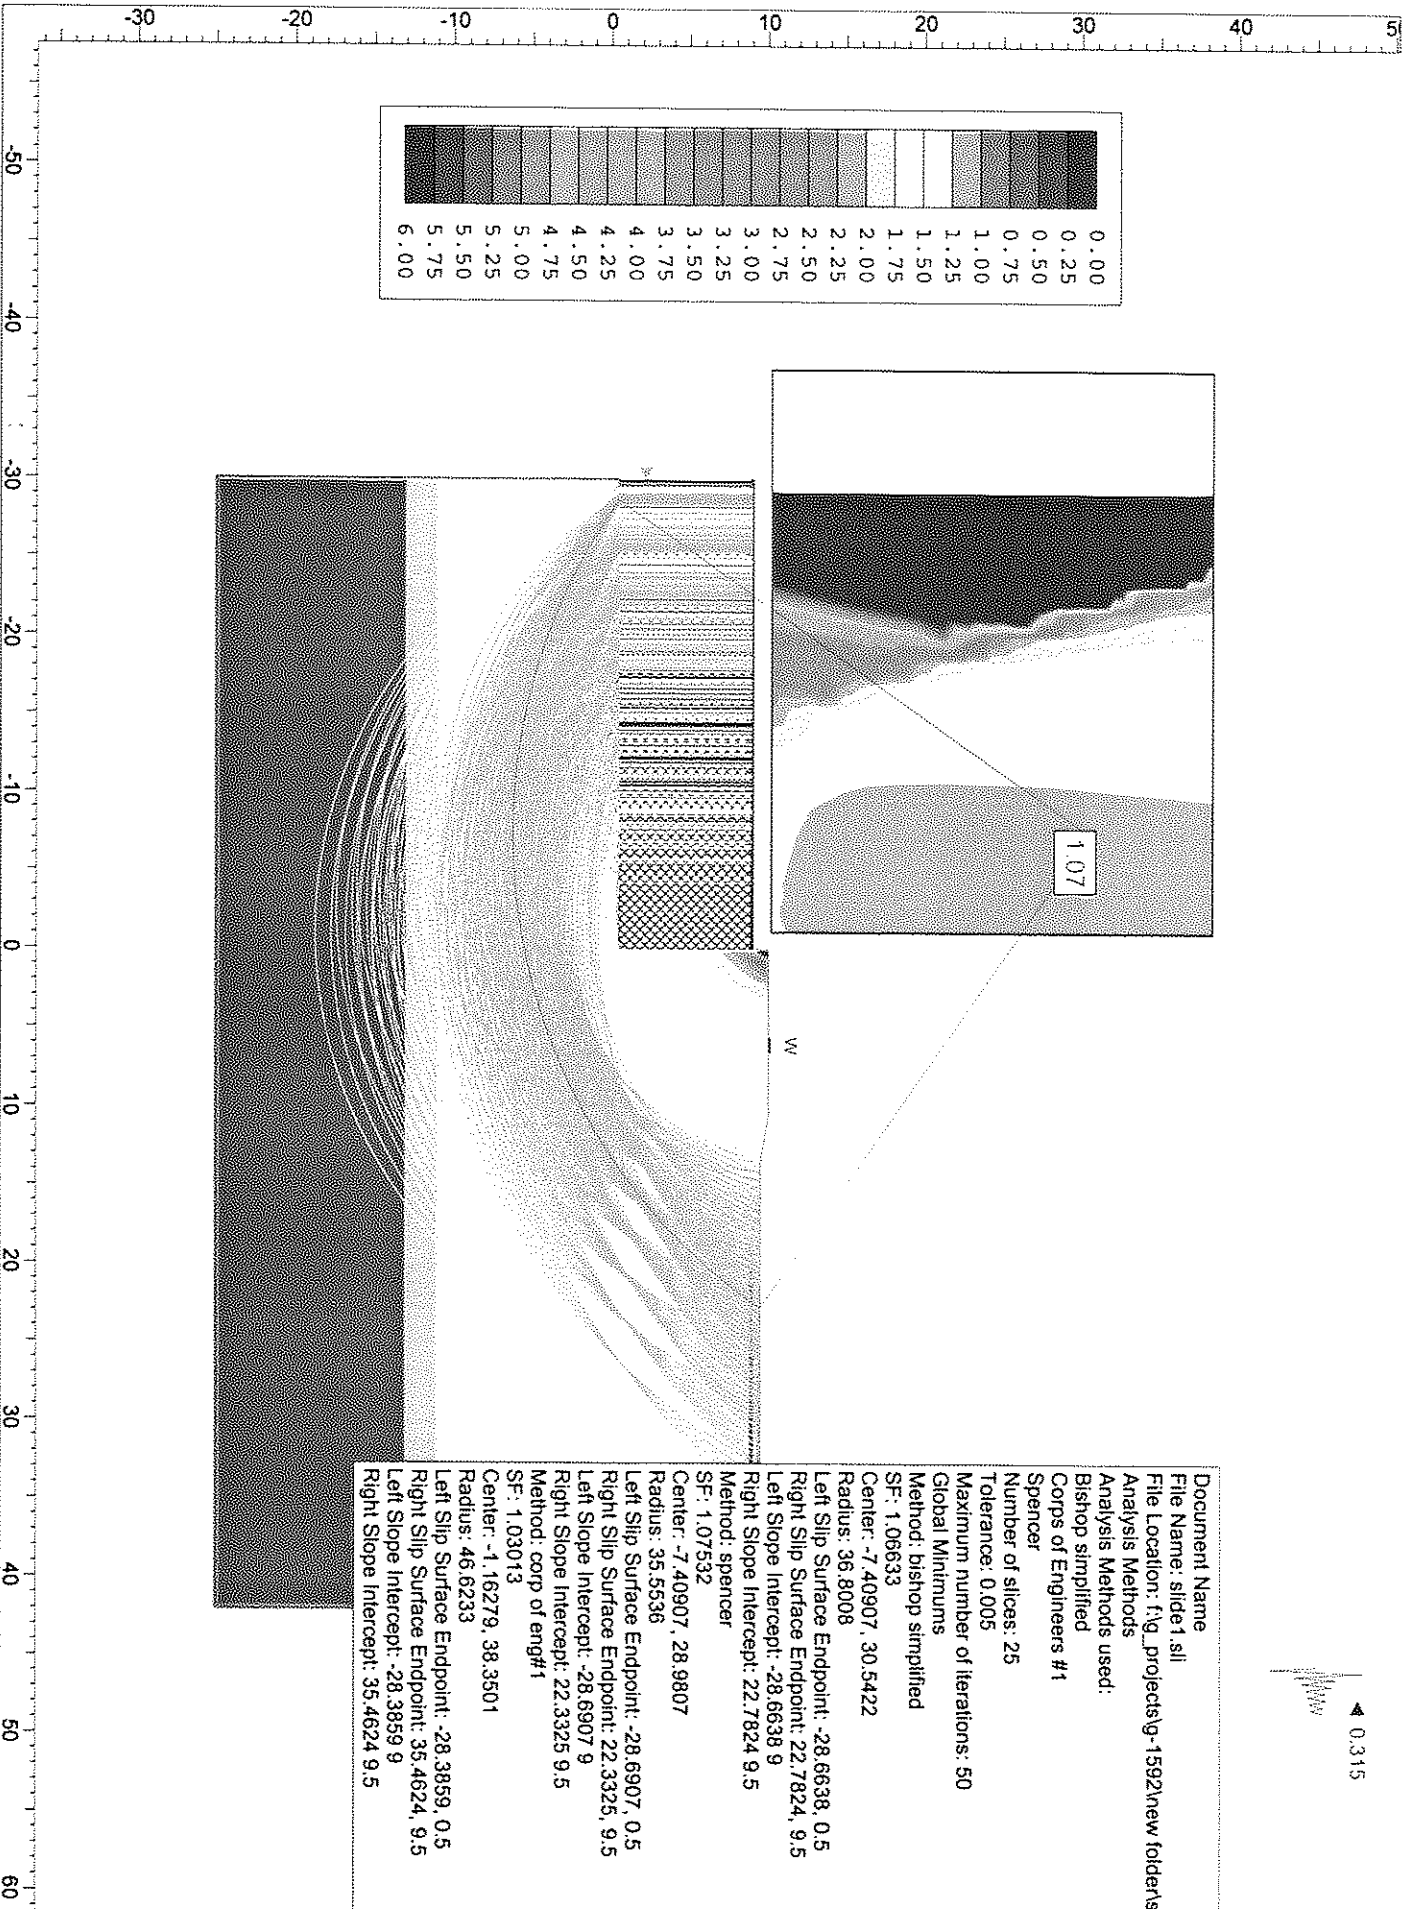 50
40
30
20
10
0
-10
-20
-30
0.00
0.25
0.50
0.75
1.00
1.25
1.50
1.75
2.00
2.25
2.50
2.75
3.00
3.25
3.50
3.75
4.00
4.25
4.50
4.75
5.00
5.25
5.50
5.75
6.00
1.07
W
0.315
Document Name
File Name: slide1.sli
File Location: f:\g_projects\g-1592\new folder\s
Analysis Methods
Analysis Methods used:
Bishop simplified
Corps of Engineers #1
Spencer
Number of slices: 25
Tolerance: 0.005
Maximum number of iterations: 50
Global Minimums
Method: bishop simplified
SF: 1.06633
Center: -7.40907, 30.5422
Radius: 36.8008
Left Slip Surface Endpoint: -28.6638, 0.5
Right Slip Surface Endpoint: 22.7824, 9.5
Left Slope Intercept: -28.6638 9
Right Slope Intercept: 22.7824 9.5
Method: spencer
SF: 1.07532
Center: -7.40907, 28.9807
Radius: 35.5536
Left Slip Surface Endpoint: -28.6907, 0.5
Right Slip Surface Endpoint: 22.3325, 9.5
Left Slope Intercept: -28.6907 9
Right Slope Intercept: 22.3325 9.5
Method: corp of eng#1
SF: 1.03013
Center: -1.16279, 38.3501
Radius: 46.6233
Left Slip Surface Endpoint: -28.3859, 0.5
Right Slip Surface Endpoint: 35.4624, 9.5
Left Slope Intercept: -28.3859 9
Right Slope Intercept: 35.4624 9.5
-50
-40
-30
-20
-10
0
10
20
30
40
50
60